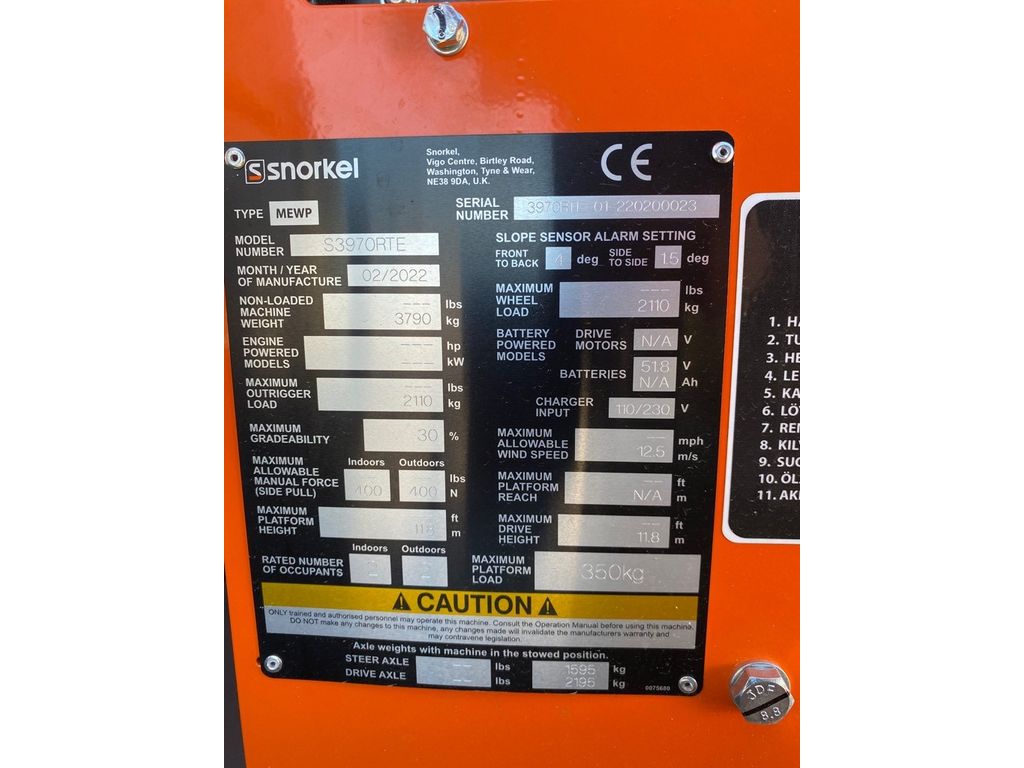 snorkel
Snorkel,
Vigo Centre, Birtley Road,
Washington, Tyne & Wear,
NE38 9DA, U.K.
CE
TYPE MEWP
SERIAL NUMBER 3970RTE-01-220200023
MODEL NUMBER S3970RTE
MONTH / YEAR OF MANUFACTURE 02/2022
NON-LOADED MACHINE WEIGHT --- lbs
3790 kg
ENGINE POWERED MODELS --- hp
--- kW
MAXIMUM OUTRIGGER LOAD --- lbs
2110 kg
MAXIMUM GRADEABILITY 30 %
Indoors Outdoors
MAXIMUM ALLOWABLE MANUAL FORCE (SIDE PULL) -- -- lbs
400 400 N
MAXIMUM PLATFORM HEIGHT -- ft
11.8 m
Indoors Outdoors
RATED NUMBER OF OCCUPANTS
SLOPE SENSOR ALARM SETTING
FRONT TO BACK 4 deg SIDE TO SIDE 1.5 deg
MAXIMUM WHEEL LOAD --- lbs
2110 kg
BATTERY POWERED MODELS
DRIVE MOTORS N/A V
BATTERIES 51.8 V
N/A Ah
CHARGER INPUT 110/230 V
MAXIMUM ALLOWABLE WIND SPEED -- mph
12.5 m/s
MAXIMUM PLATFORM REACH -- ft
N/A m
MAXIMUM DRIVE HEIGHT -- ft
11.8 m
MAXIMUM PLATFORM LOAD 350kg
CAUTION
ONLY trained and authorised personnel may operate this machine. Consult the Operation Manual before using this machine.
DO NOT make any changes to this machine, any changes made will invalidate the manufacturers warranty and
may contravene legislation.
Axle weights with machine in the stowed position.
STEER AXLE -- lbs 1595 kg
DRIVE AXLE -- lbs 2195 kg
0075680
1. HA
2. TU
3. HE
4. LE
5. KA
6. LÖ
7. REN
8. KIL
9. SUO
10. ÖL
11. AK
JDF
8.8